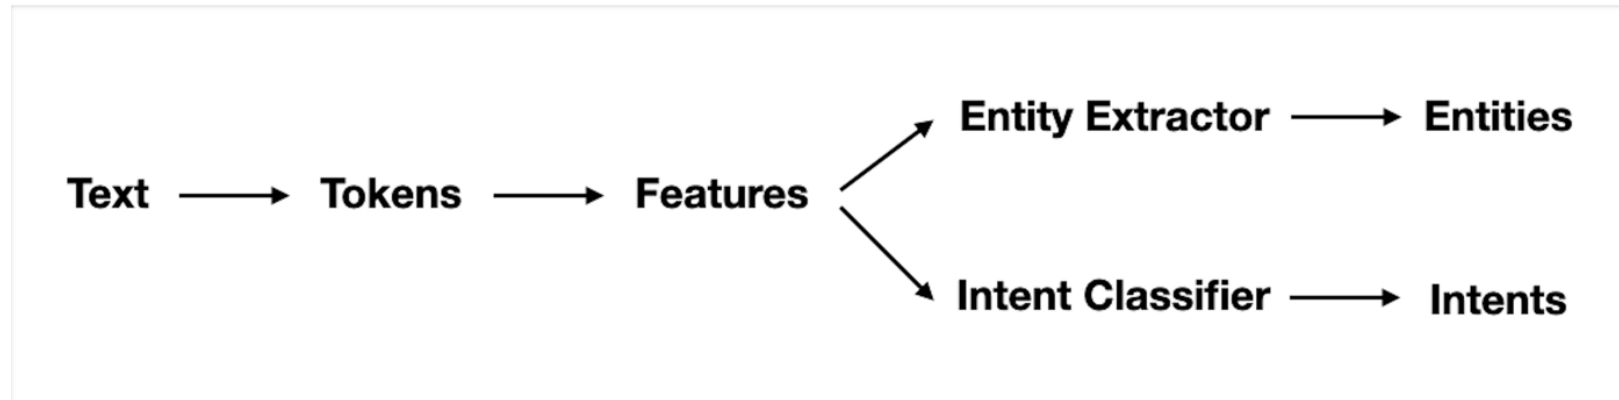 Text
Tokens
Features
Entity Extractor
Entities
Intent Classifier
Intents